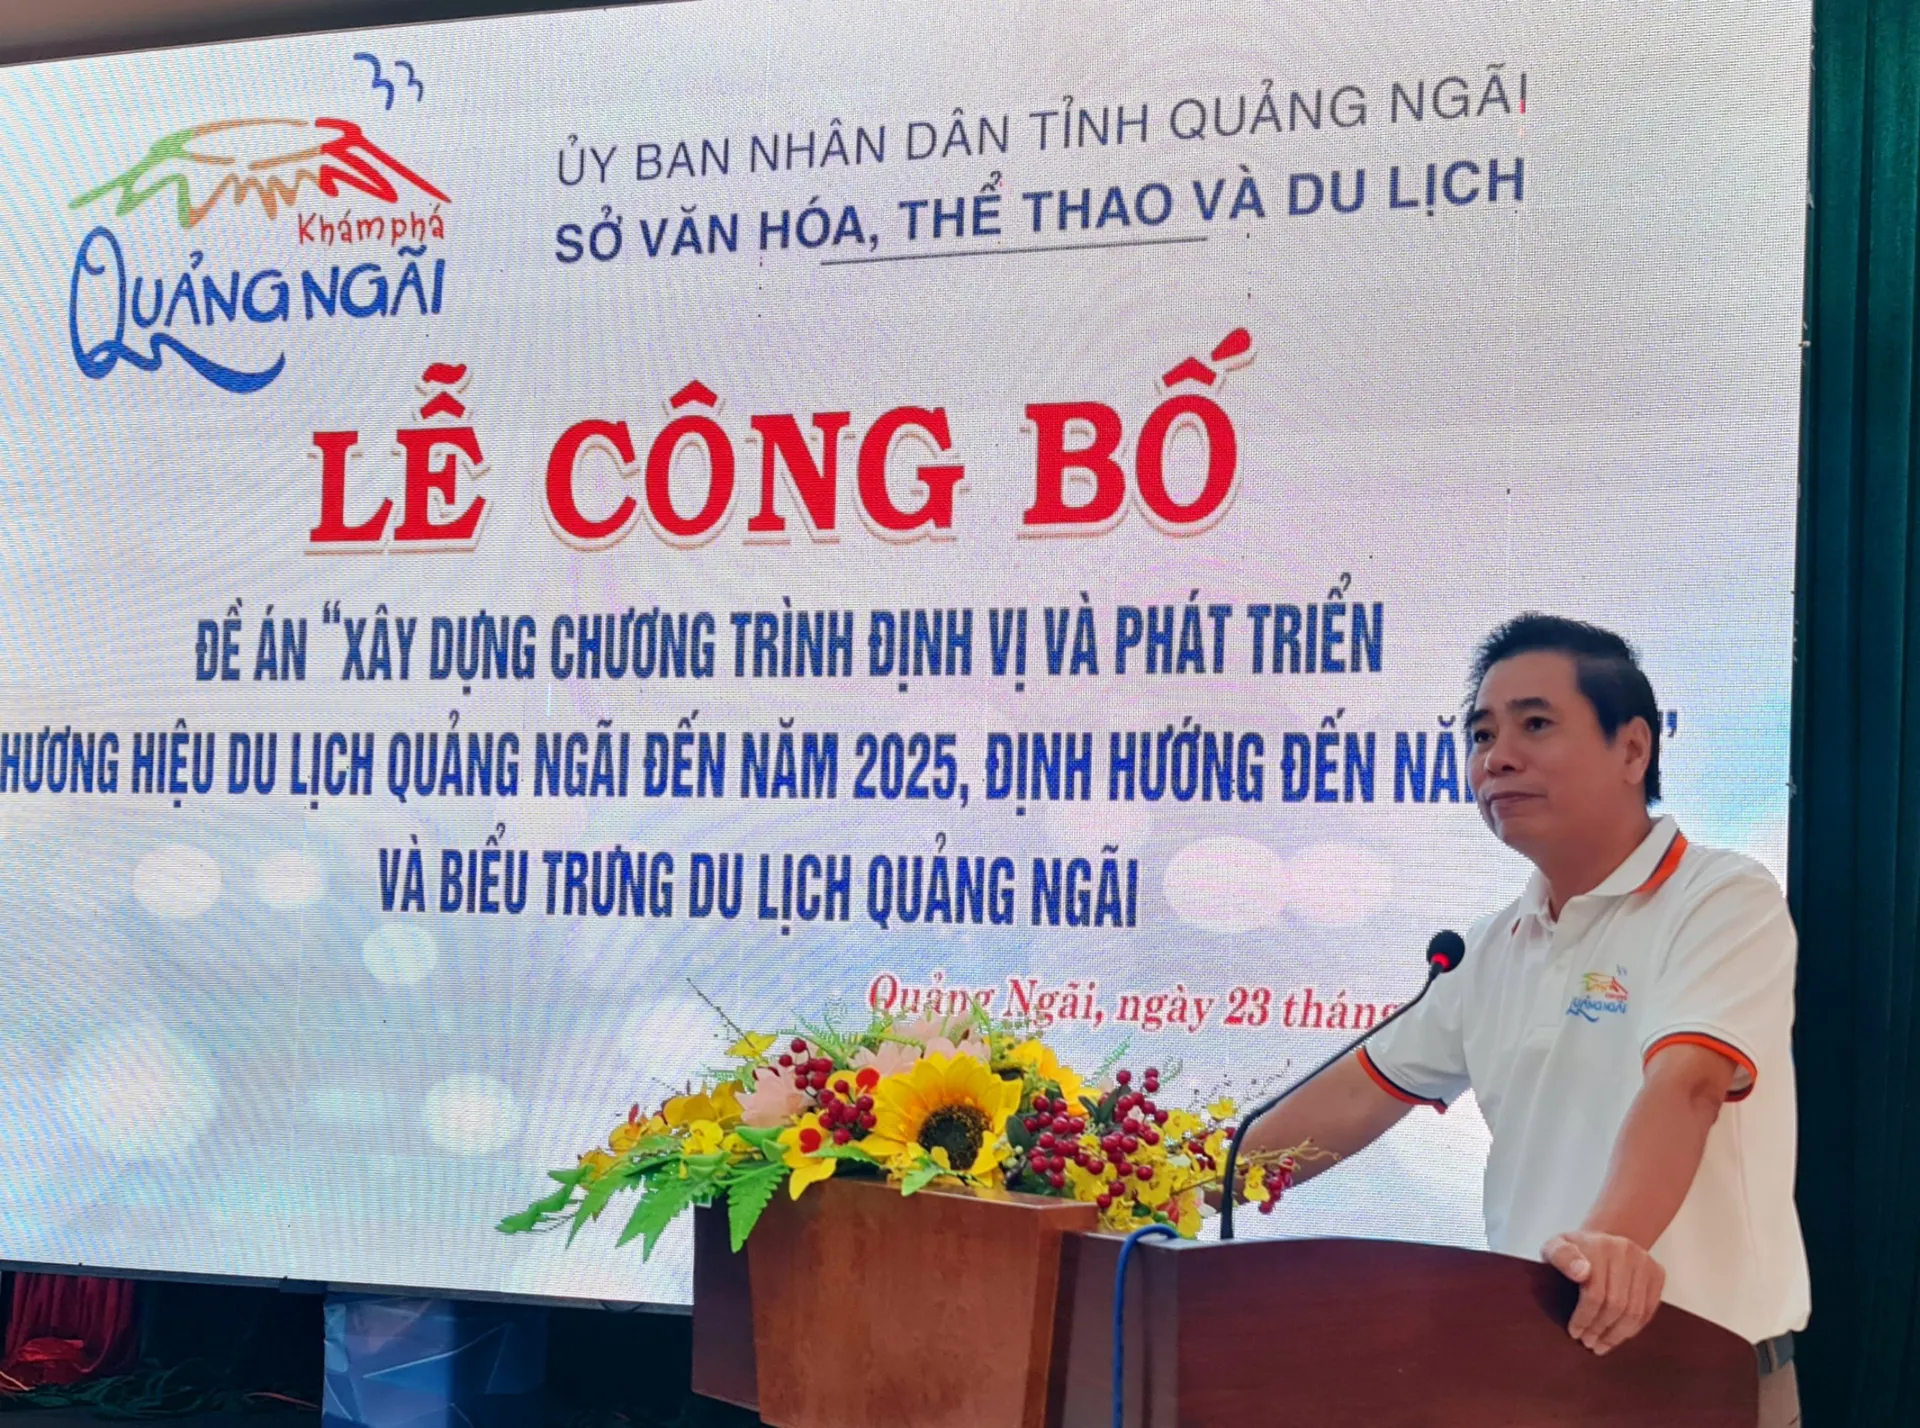 Khám phá
QUẢNG NGÃI
ỦY BAN NHÂN DÂN TỈNH QUẢNG NGÃI
SỞ VĂN HÓA, THỂ THAO VÀ DU LỊCH
LỄ CÔNG BỐ
ĐỀ ÁN "XÂY DỰNG CHƯƠNG TRÌNH ĐỊNH VỊ VÀ PHÁT TRIỂN
HƯƠNG HIỆU DU LỊCH QUẢNG NGÃI ĐẾN NĂM 2025, ĐỊNH HƯỚNG ĐẾN "
VÀ BIỂU TRƯNG DU LỊCH QUẢNG NGÃI
Quảng Ngãi, ngày 23 tháng
QUẢNG NGÃI